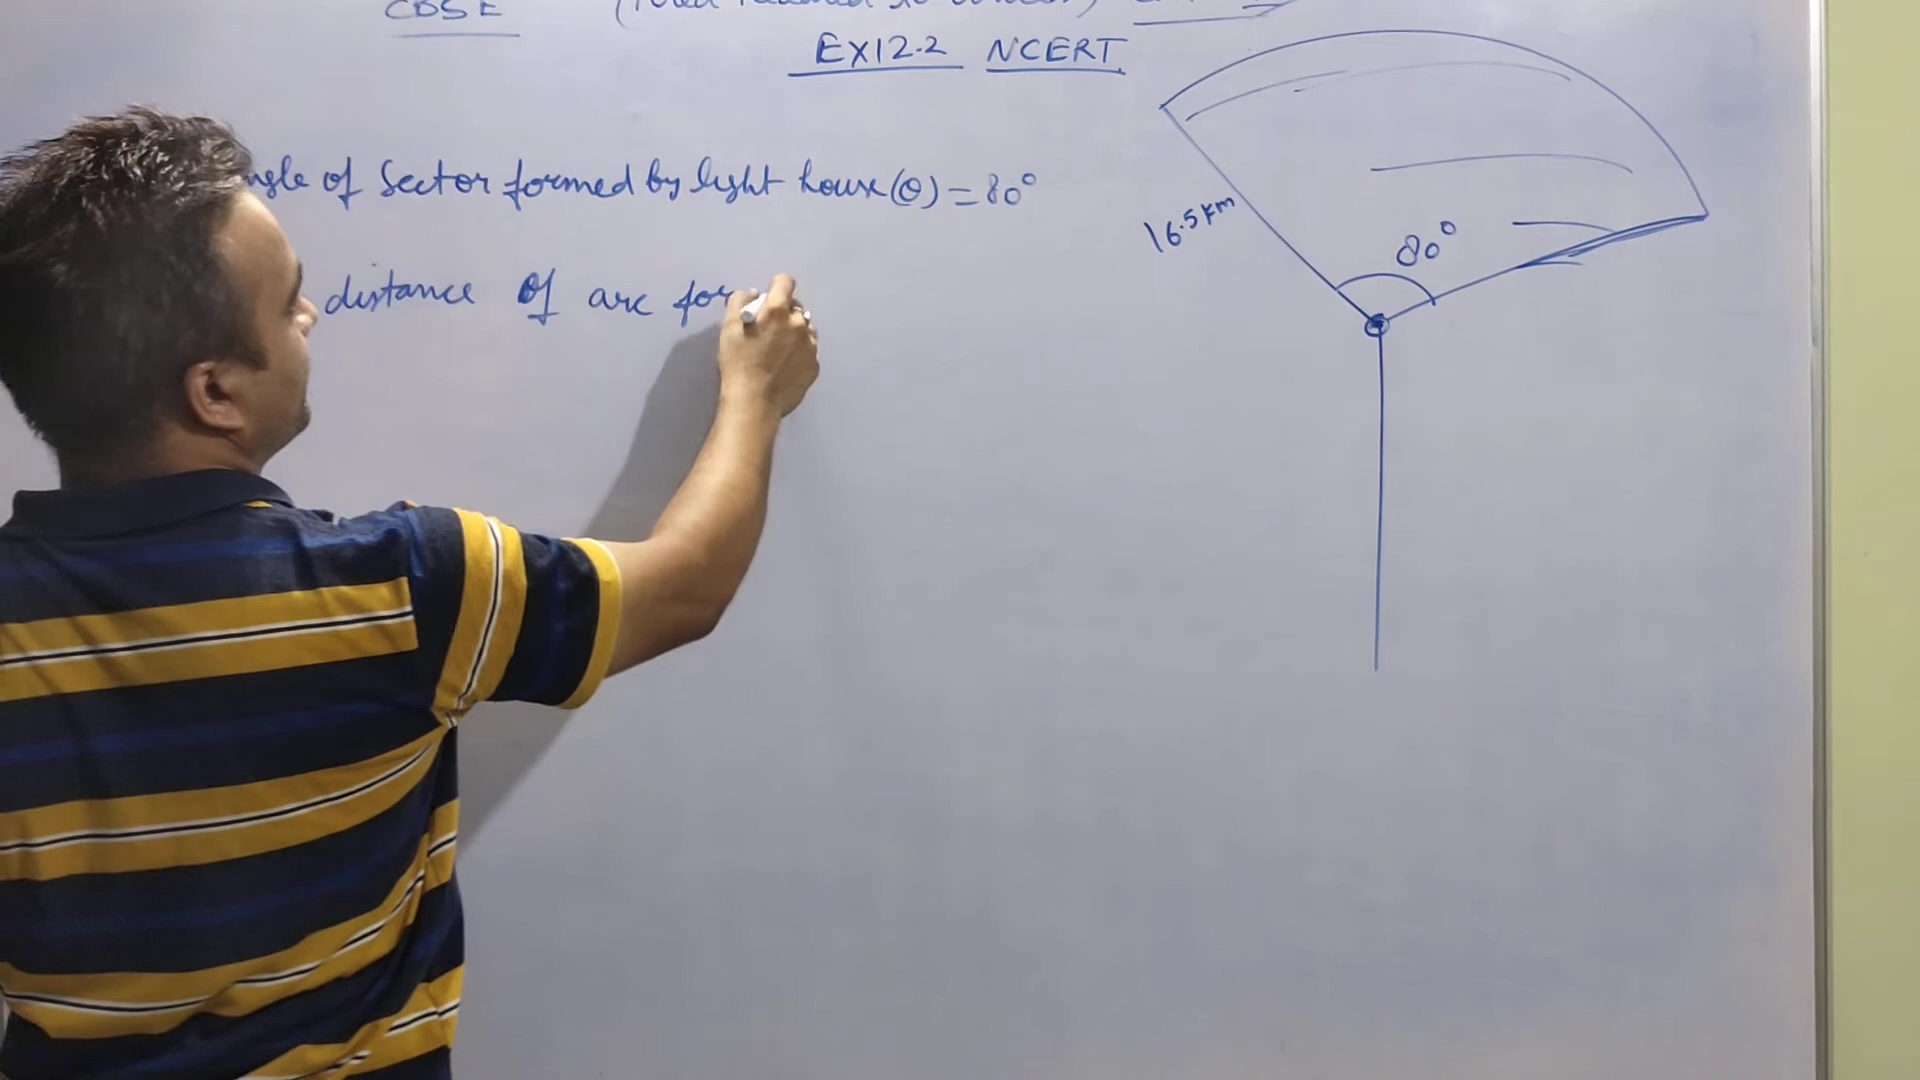 CBSE
EX12.2 NCERT
of Sector formed by light house (θ) = 80°
distance of arc for
16.5 km
80°